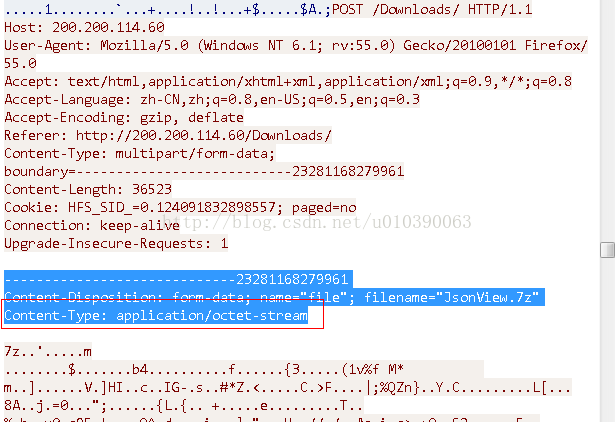 .....1........`...+....!..!...+$.....$A.;POST /Downloads/ HTTP/1.1
Host: 200.200.114.60
User-Agent: Mozilla/5.0 (Windows NT 6.1; rv:55.0) Gecko/20100101 Firefox/
55.0
Accept: text/html,application/xhtml+xml,application/xml;q=0.9,*/*;q=0.8
Accept-Language: zh-CN,zh;q=0.8,en-US;q=0.5,en;q=0.3
Accept-Encoding: gzip, deflate
Referer: http://200.200.114.60/Downloads/
Content-Type: multipart/form-data;
boundary=---------------------------23281168279961
Content-Length: 36523
Cookie: HFS_SID_=0.124091832898557; paged=no
http://blog.csdn.net/u010390063
Connection: keep-alive
Upgrade-Insecure-Requests: 1
-----------------------------23281168279961
Content-Disposition: form-data; name="file"; filename="JsonView.7z"
Content-Type: application/octet-stream
7z..'.....m
........$.......b4..........f......{3.....(1v%f M*
m..]......V.]HI..c..IG-.s..#*Z.<.....C.>F....|;%QZn}..Y.C.........L[...
8A..j.=0...";......{L.{.. +.....e.........T..